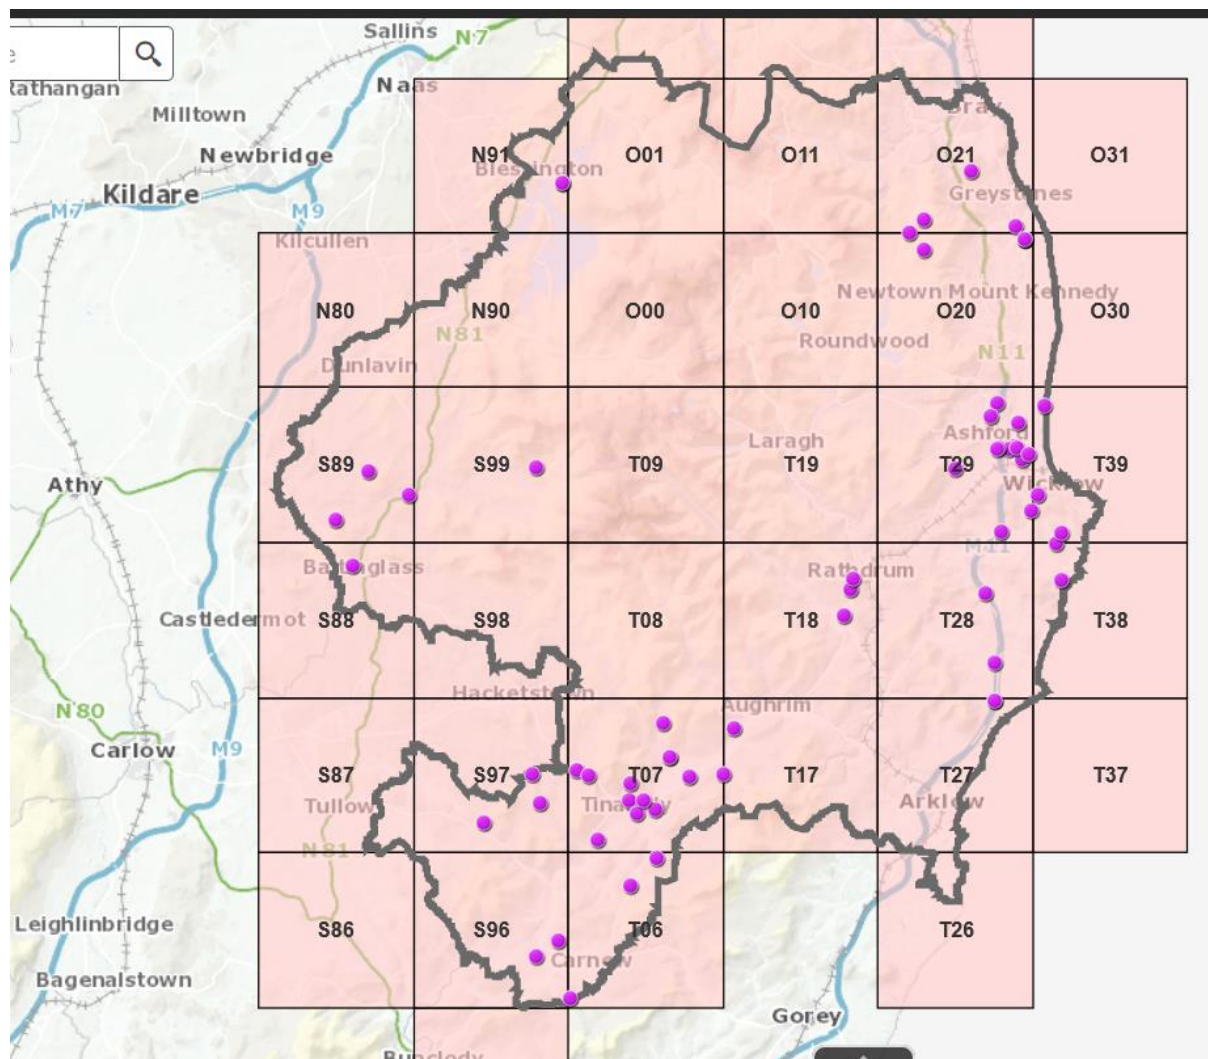 e
Sallins
N7
Rathangan
Naas
Milltown
Bray
N91
O01
O11
O21
O31
Newbridge
Blessington
Kildare
Greystones
M7
M9
Kilcullen
Newtown Mount Kennedy
N80
N90
O00
O10
O20
O30
N81
Roundwood
N11
Dunlavin
Ashford
Laragh
S89
S99
T09
T19
T29
T39
Athy
Wicklow
M11
Baltinglass
Rathdrum
Castledermot
S88
S98
T08
T18
T28
T38
Hacketstown
Aughrim
N80
Carlow
M9
S87
S97
T07
T17
T27
T37
Tullow
Tinahely
Arklow
N81
Leighlinbridge
S86
S96
T06
T26
Carnew
Bagenalstown
Gorey
Bunclody